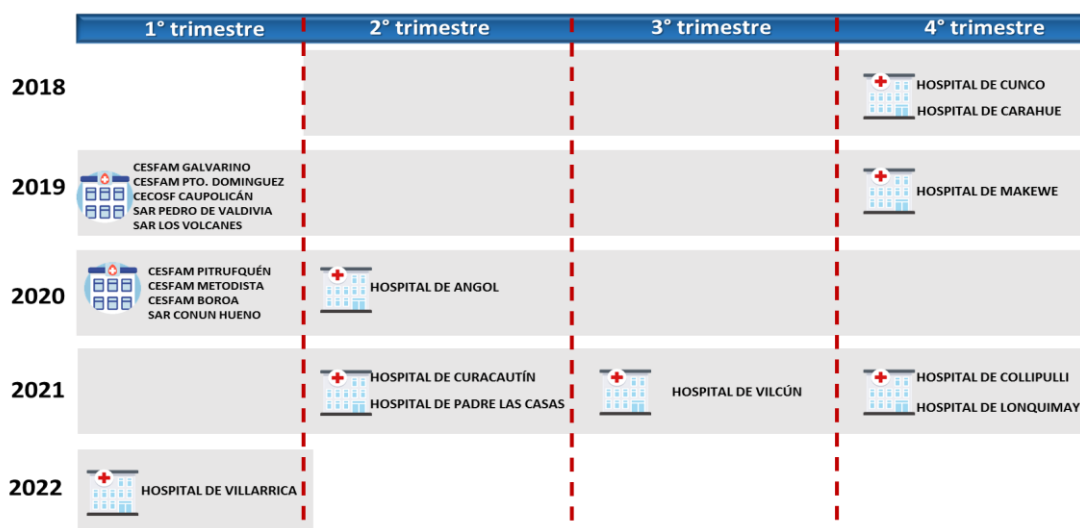 1° trimestre
2° trimestre
3° trimestre
4° trimestre
2018
HOSPITAL DE CUNCO
HOSPITAL DE CARAHUE
2019
CESFAM GALVARINO
CESFAM PTO. DOMINGUEZ
CECOSF CAUPOLICÁN
SAR PEDRO DE VALDIVIA
SAR LOS VOLCANES
HOSPITAL DE MAKEWE
2020
CESFAM PITRUFQUÉN
CESFAM METODISTA
CESFAM BOROA
SAR CONUN HUENO
HOSPITAL DE ANGOL
2021
HOSPITAL DE CURACAUTÍN
HOSPITAL DE PADRE LAS CASAS
HOSPITAL DE VILCÚN
HOSPITAL DE COLLIPULLI
HOSPITAL DE LONQUIMAY
2022
HOSPITAL DE VILLARRICA